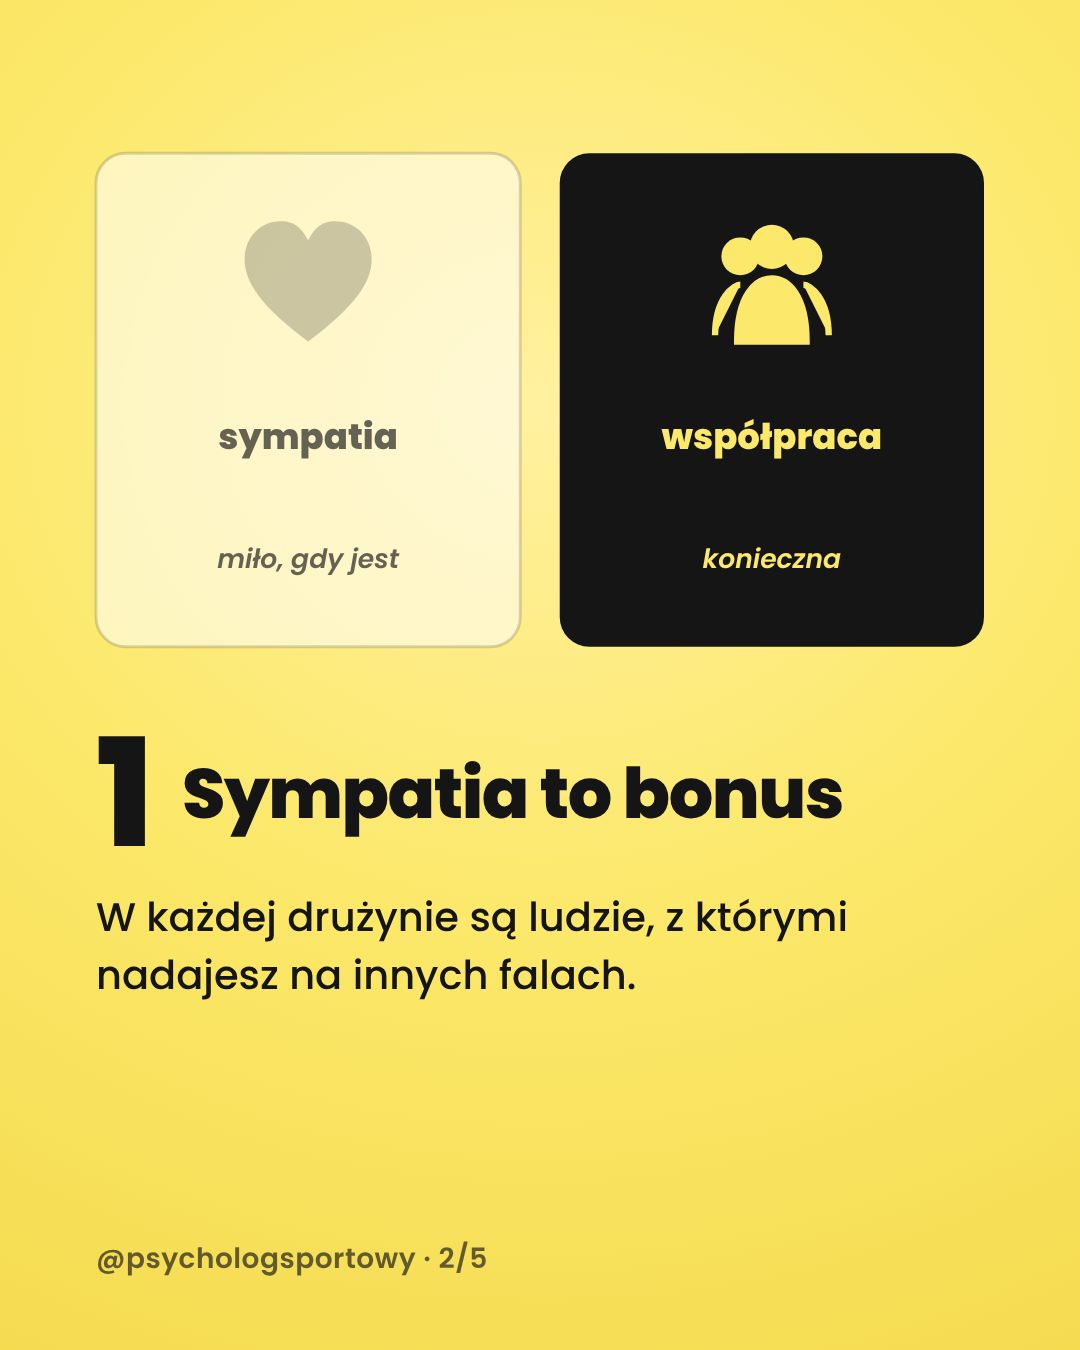 sympatia
miło, gdy jest
współpraca
konieczna
1 Sympatia to bonus
W każdej drużynie są ludzie, z którymi
nadajesz na innych falach.
@psychologsportowy · 2/5